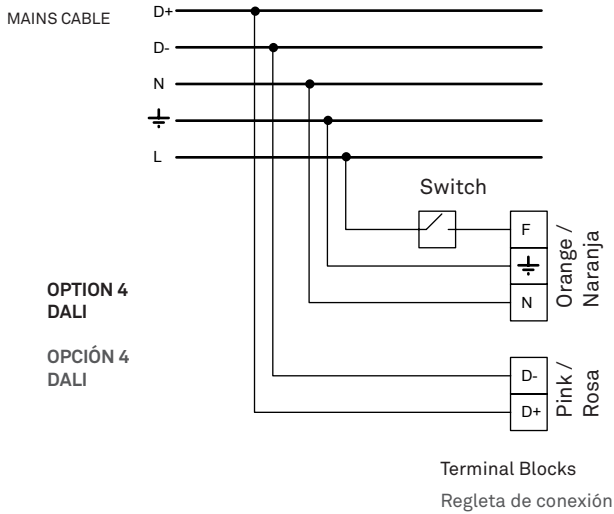 MAINS CABLE
D+
D-
N
L
Switch
F
N
Orange /
Naranja
OPTION 4
DALI
OPCIÓN 4
DALI
D-
D+
Pink /
Rosa
Terminal Blocks
Regleta de conexión